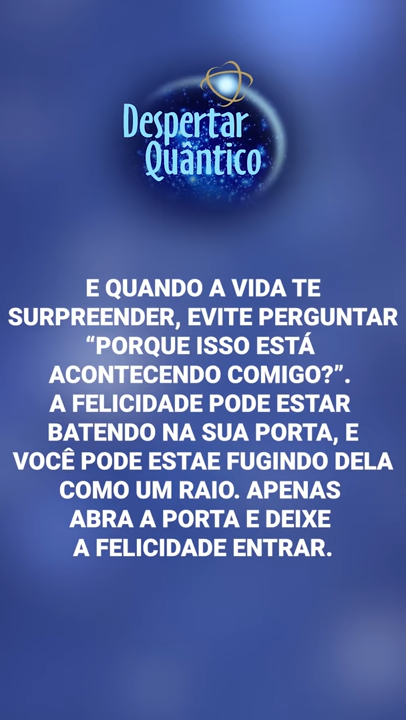 Despertar
Quântico
E QUANDO A VIDA TE
SURPREENDER, EVITE PERGUNTAR
“PORQUE ISSO ESTÁ
ACONTECENDO COMIGO?”.
A FELICIDADE PODE ESTAR
BATENDO NA SUA PORTA, E
VOCÊ PODE ESTAE FUGINDO DELA
COMO UM RAIO. APENAS
ABRA A PORTA E DEIXE
A FELICIDADE ENTRAR.